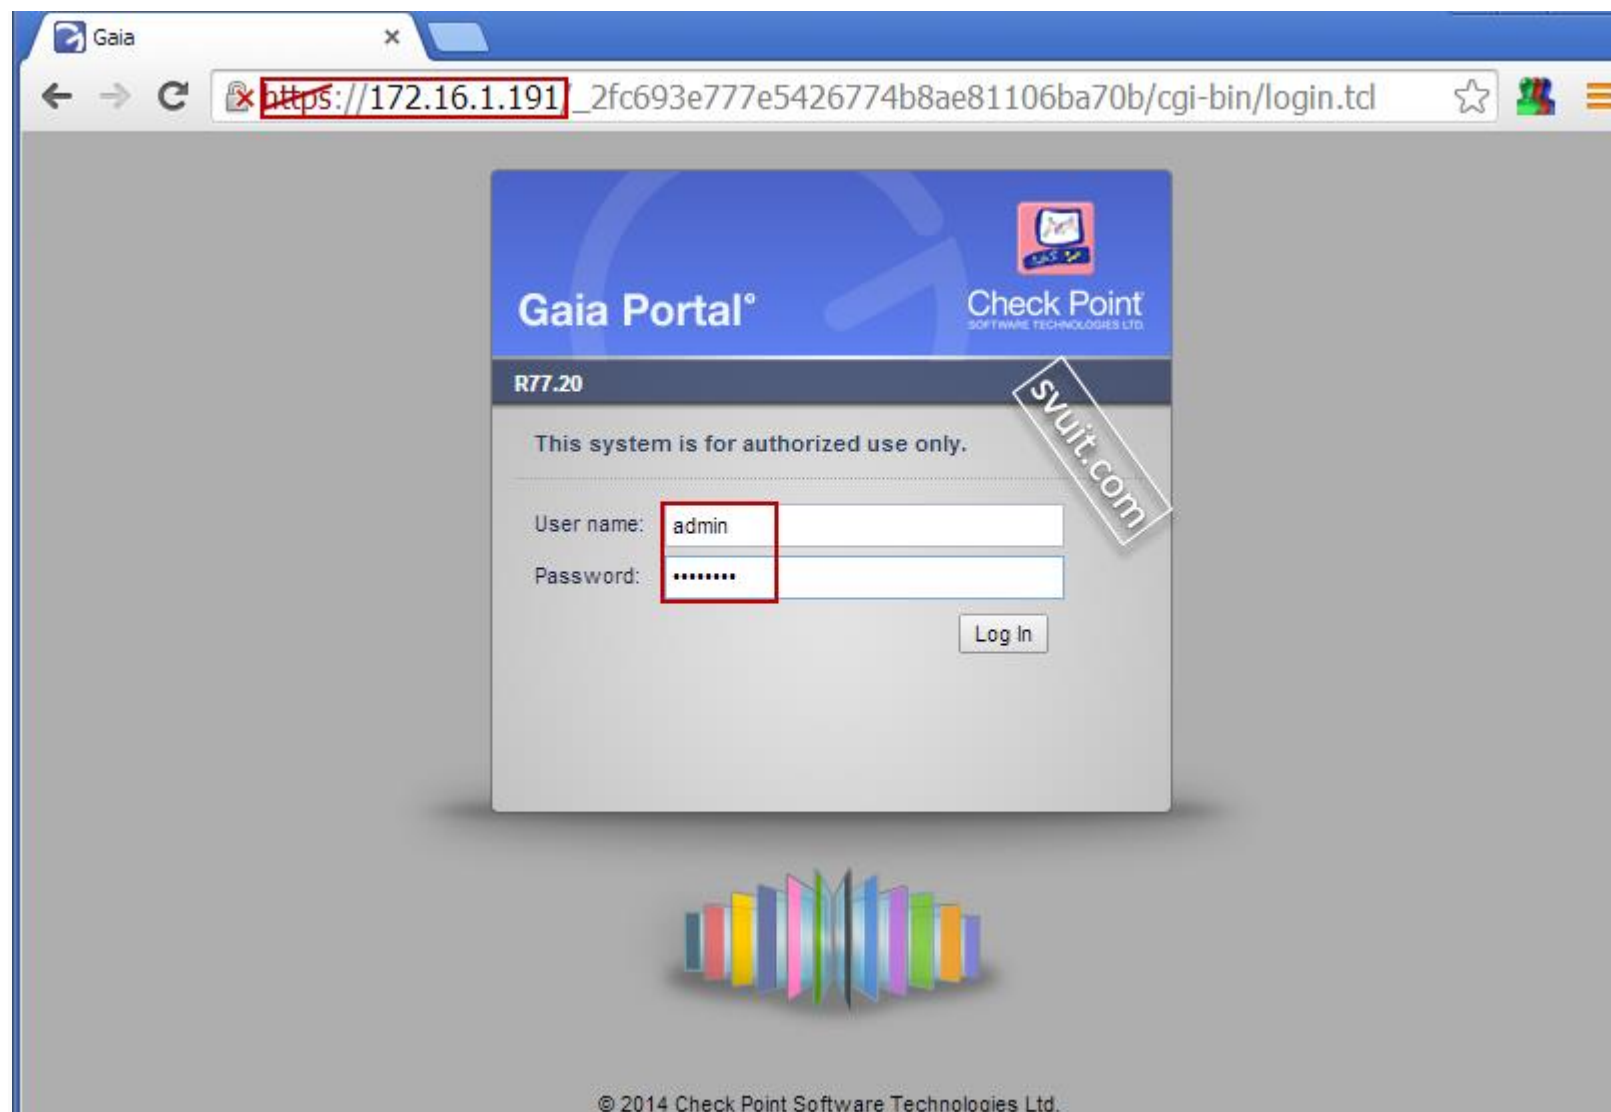 Gaia
https://172.16.1.191/_2fc693e777e5426774b8ae81106ba70b/cgi-bin/login.tcl
Gaia Portal
Check Point
SOFTWARE TECHNOLOGIES LTD.
R77.20
svuit.com
This system is for authorized use only.
User name: admin
Password: ••••••••
Log In
© 2014 Check Point Software Technologies Ltd.